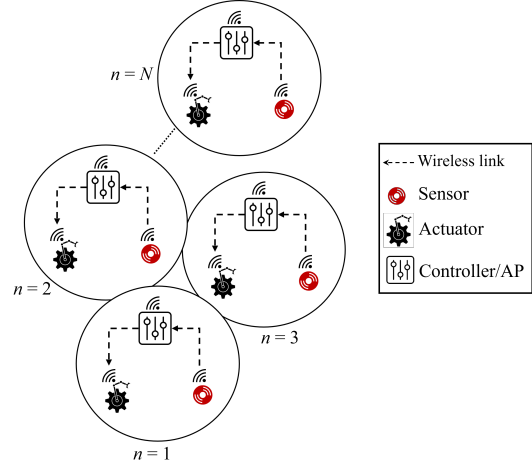 n = N
n = 2
n = 3
n = 1
Wireless link
Sensor
Actuator
Controller/AP